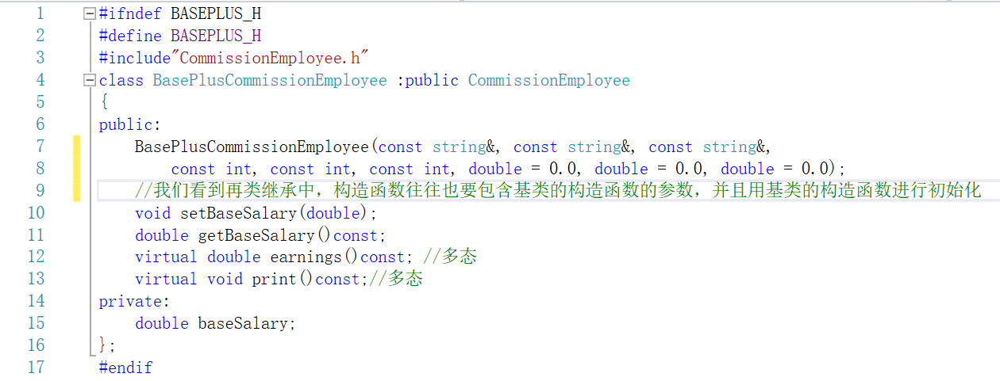 1 #ifndef BASEPLUS_H
2 #define BASEPLUS_H
3 #include"CommissionEmployee.h"
4 class BasePlusCommissionEmployee :public CommissionEmployee
5 {
6 public:
7 BasePlusCommissionEmployee(const string&, const string&, const string&,
8 const int, const int, const int, double = 0.0, double = 0.0, double = 0.0);
9 //我们看到再类继承中，构造函数往往也要包含基类的构造函数的参数，并且用基类的构造函数进行初始化
10 void setBaseSalary(double);
11 double getBaseSalary()const;
12 virtual double earnings()const; //多态
13 virtual void print()const;//多态
14 private:
15 double baseSalary;
16 };
17 #endif